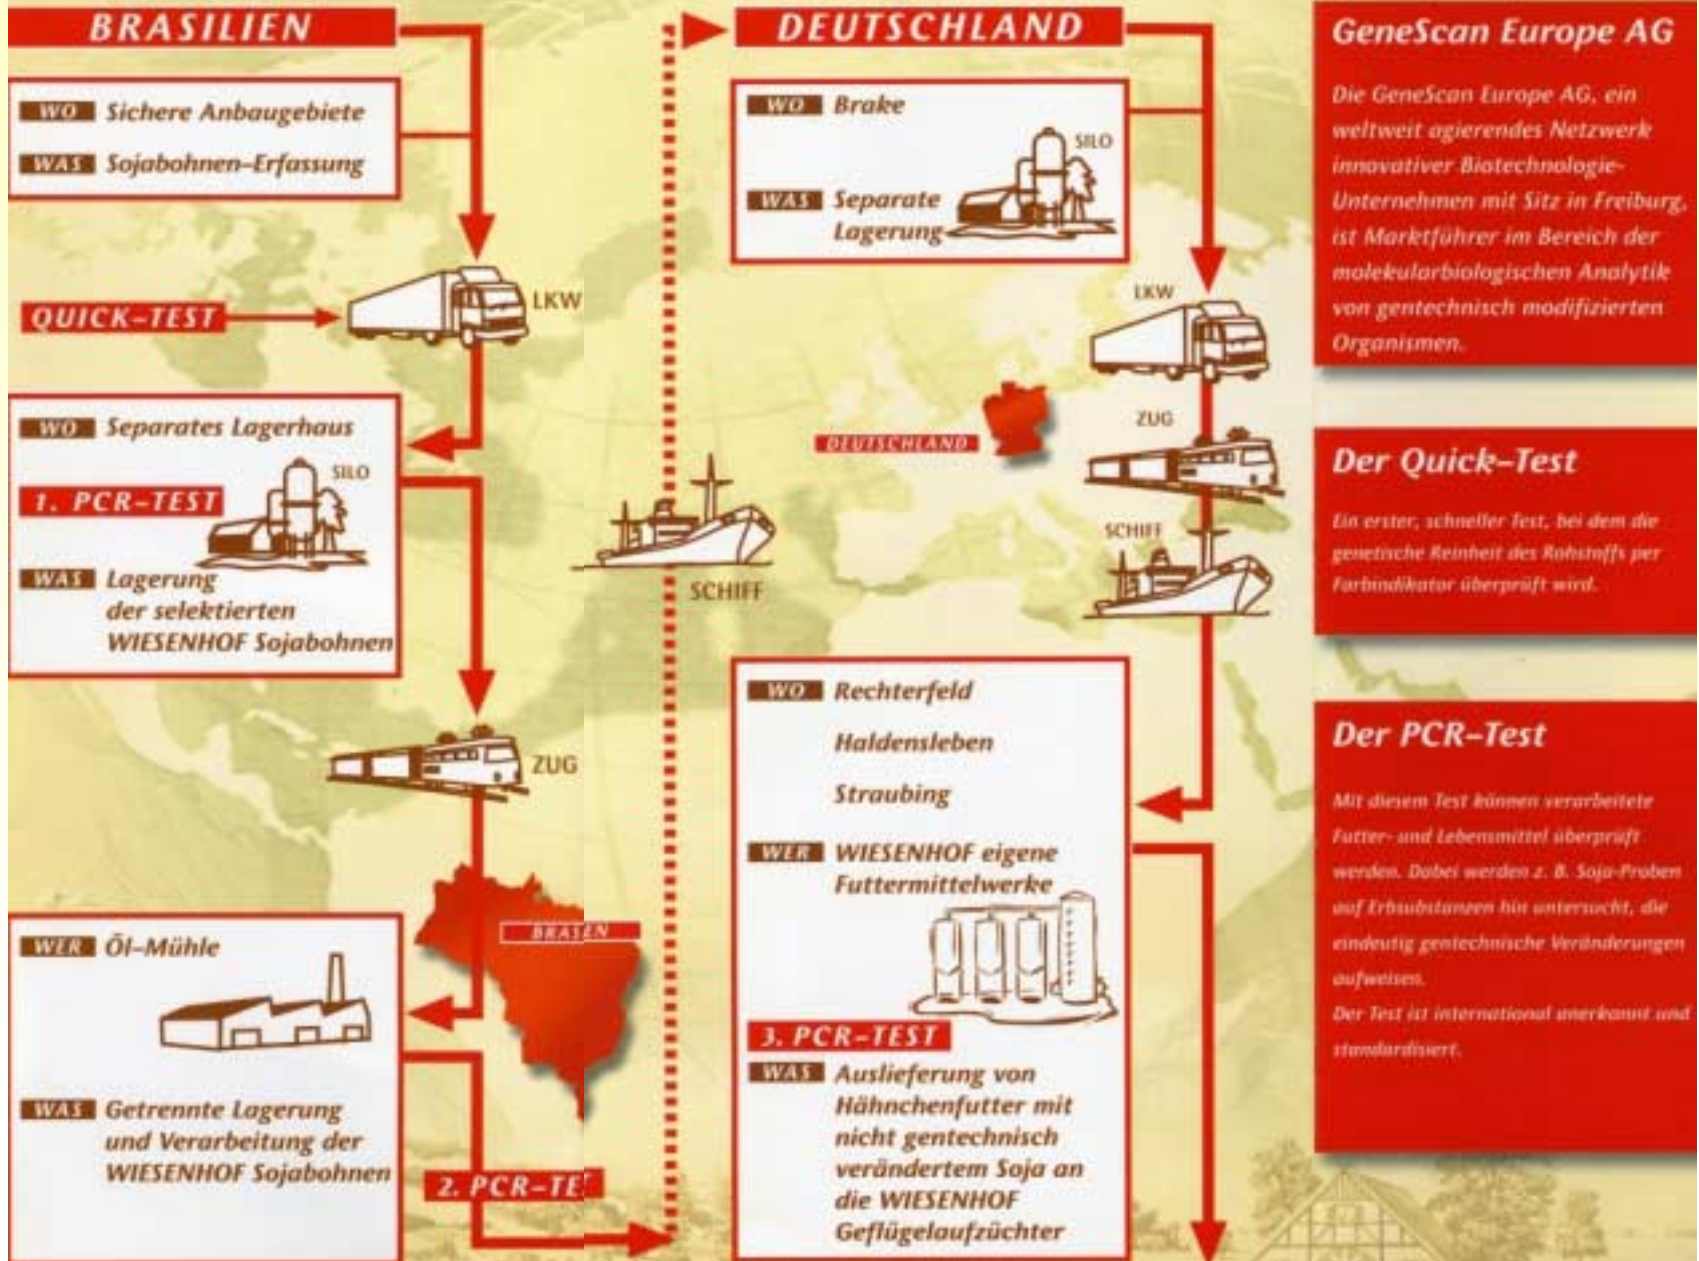 BRASILIEN
WO Sichere Anbaugebiete
WAS Sojabohnen-Erfassung
QUICK-TEST
LKW
WO Separates Lagerhaus
SILO
1. PCR-TEST
WAS Lagerung
der selektierten
WIESENHOF Sojabohnen
ZUG
BRASEN
WER Öl-Mühle
WAS Getrennte Lagerung
und Verarbeitung der
WIESENHOF Sojabohnen
2. PCR-TE
SCHIFF
DEUTSCHLAND
WO Brake
SILO
WAS Separate
Lagerung
LKW
DEUTSCHLAND
ZUG
SCHIFF
WO Rechterfeld
Haldensleben
Straubing
WER WIESENHOF eigene
Futtermittelwerke
3. PCR-TEST
WAS Auslieferung von
Hähnchenfutter mit
nicht gentechnisch
verändertem Soja an
die WIESENHOF
Geflügelaufzüchter
GeneScan Europe AG
Die GeneScan Europe AG, ein
weltweit agierendes Netzwerk
innovativer Biotechnologie-
Unternehmen mit Sitz in Freiburg,
ist Marktführer im Bereich der
molekularbiologischen Analytik
von gentechnisch modifizierten
Organismen.
Der Quick-Test
Ein erster, schneller Test, bei dem die
genetische Reinheit des Rohstoffs per
Farbindikator überprüft wird.
Der PCR-Test
Mit diesem Test können verarbeitete
Futter- und Lebensmittel überprüft
werden. Dabei werden z. B. Soja-Proben
auf Erbsubstanzen hin untersucht, die
eindeutig gentechnische Veränderungen
aufweisen.
Der Test ist international anerkannt und
standardisiert.